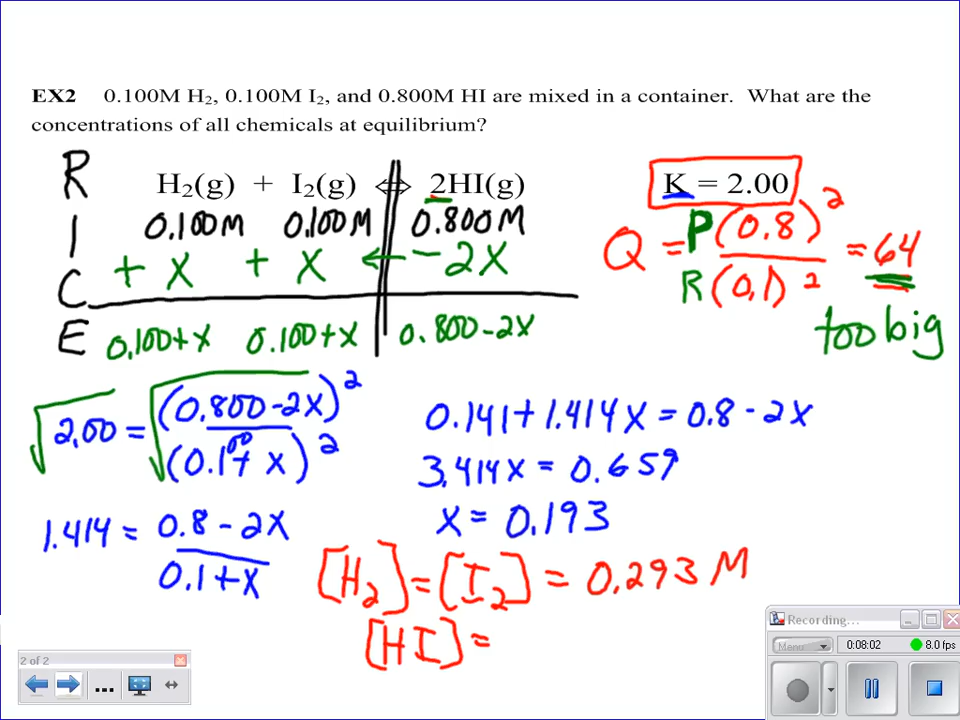 EX2 0.100M H₂, 0.100M I₂, and 0.800M HI are mixed in a container. What are the
concentrations of all chemicals at equilibrium?
R H₂(g) + I₂(g) ⇔ 2HI(g) K = 2.00
I 0.100M 0.100M 0.800M
C + X + X ← - 2X
E 0.100+X 0.100+X 0.800-2X
Q = P(0.8)² = 64
R(0.1)²
too big
√2.00 = √(0.800-2X)²
(0.100+X)²
1.414 = 0.8-2X
0.1+X
0.141+1.414X = 0.8-2X
3.414X = 0.659
X = 0.193
[H₂] = [I₂] = 0.293 M
[HI] =
Recording...
Menu 0:08:02 8.0 fps
2 of 2
...